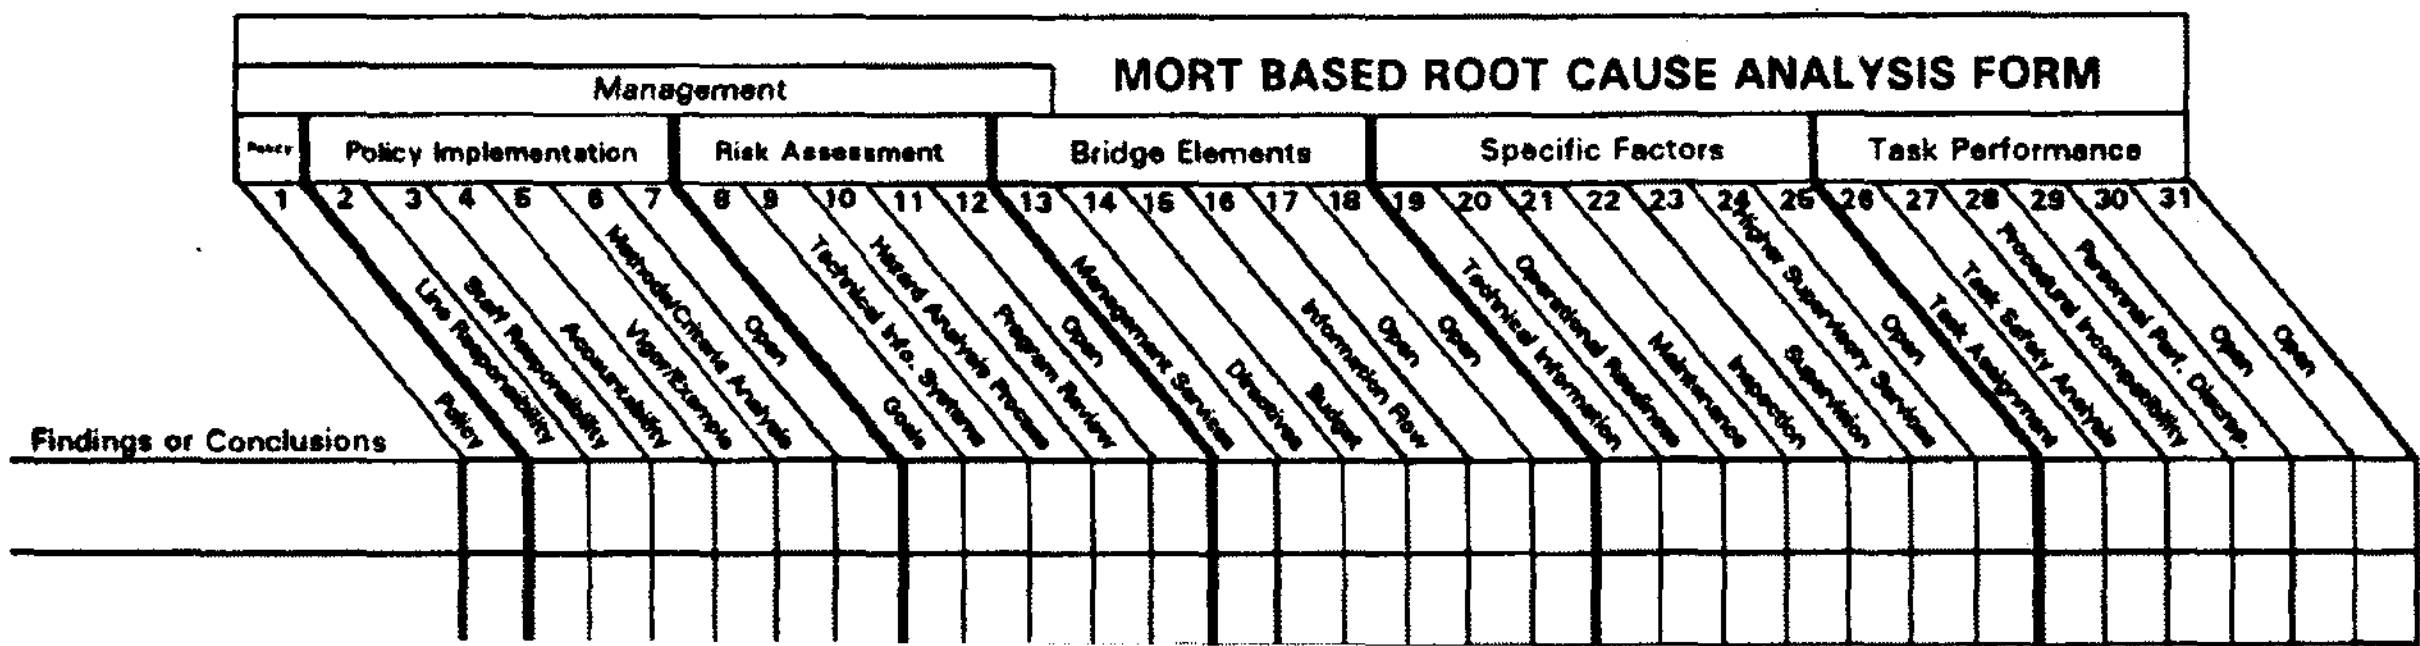 MORT BASED ROOT CAUSE ANALYSIS FORM
Management
Policy Policy Implementation Risk Assessment Bridge Elements Specific Factors Task Performance
1 2 3 4 5 6 7 8 9 10 11 12 13 14 15 16 17 18 19 20 21 22 23 24 25 26 27 28 29 30 31
Policy
Line Responsibility
Staff Responsibility
Accountability
Vigor/Example
Methods/Criteria Analysis
Open
Goals
Technical Info. Systems
Hazard Analysis Process
Program Review
Open
Management Services
Directives
Budget
Information Flow
Open
Open
Technical Information
Operational Readiness
Maintenance
Inspection
Supervision
Higher Supervisory Services
Open
Task Assignment
Task Safety Analysis
Procedural Incompatibility
Personnel Perf. Discrep.
Open
Open
Findings or Conclusions